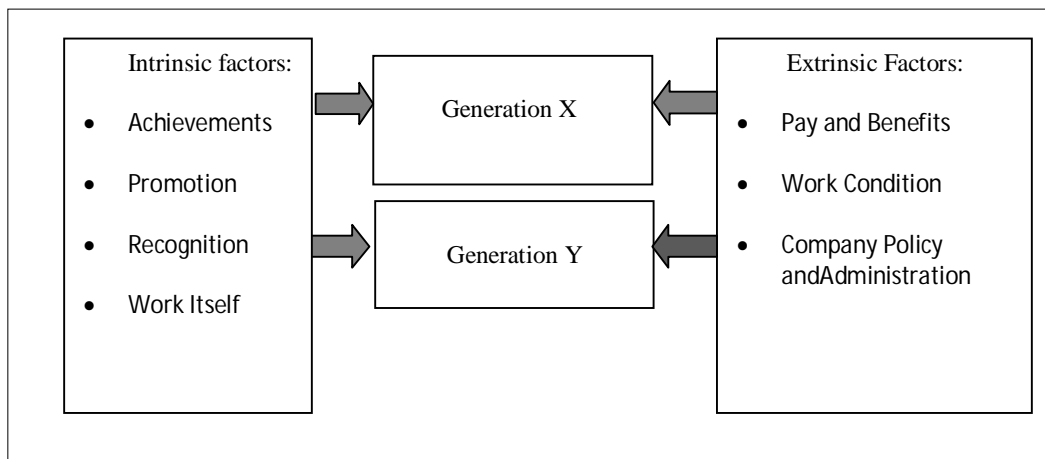 Intrinsic factors:
• Achievements
• Promotion
• Recognition
• Work Itself
Generation X
Generation Y
Extrinsic Factors:
• Pay and Benefits
• Work Condition
• Company Policy
andAdministration